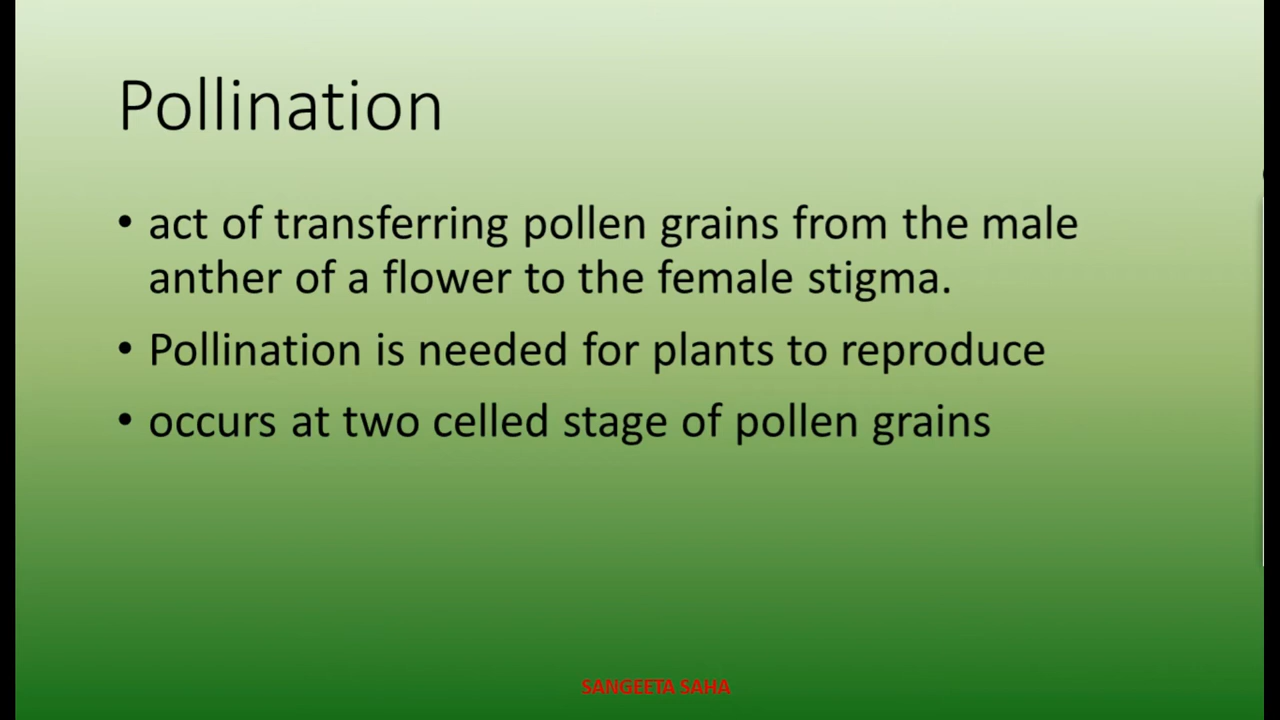 Pollination
• act of transferring pollen grains from the male
anther of a flower to the female stigma.
• Pollination is needed for plants to reproduce
• occurs at two celled stage of pollen grains
SANGEETA SAHA